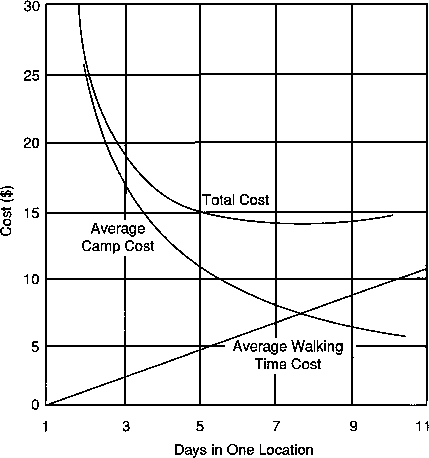 30
25
20
15
10
5
0
Cost ($)
Total Cost
Average
Camp Cost
Average Walking
Time Cost
1 3 5 7 9 11
Days in One Location